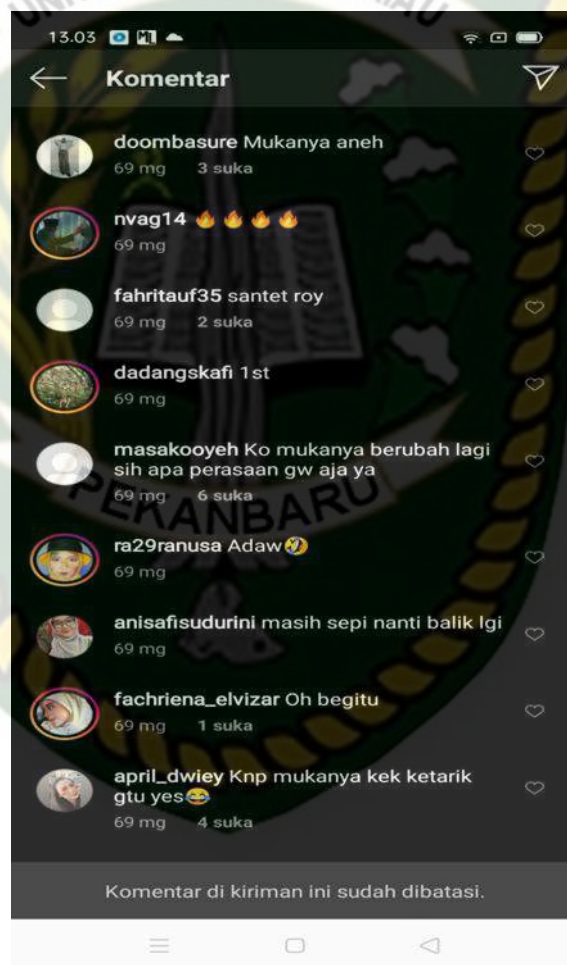 13.03
Komentar
doombasure Mukanya aneh
69 mg 3 suka
nvag14 🔥🔥🔥🔥
69 mg
fahritauf35 santet roy
69 mg 2 suka
dadangskafi 1st
69 mg
masakooyeh Ko mukanya berubah lagi
sih apa perasaan gw aja ya
69 mg 6 suka
PEKANBARU
ra29ranusa Adaw🤣
69 mg
anisafisudurini masih sepi nanti balik lgi
69 mg
fachriena_elvizar Oh begitu
69 mg 1 suka
april_dwiey Knp mukanya kek ketarik
gtu yes😂
69 mg 4 suka
Komentar di kiriman ini sudah dibatasi.